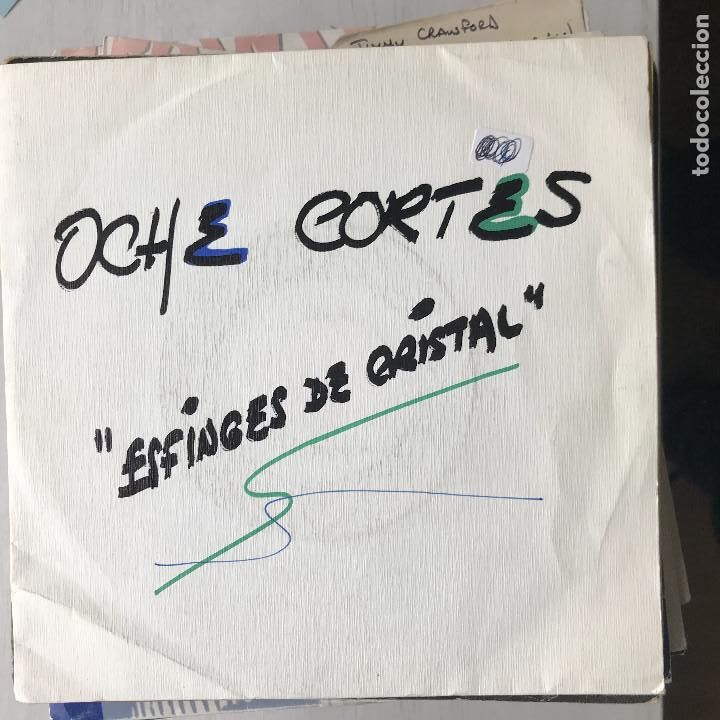 JIMMY CRAWFORD
OCHE CORTES
"ESFINGES DE CRISTAL"
todocoleccion